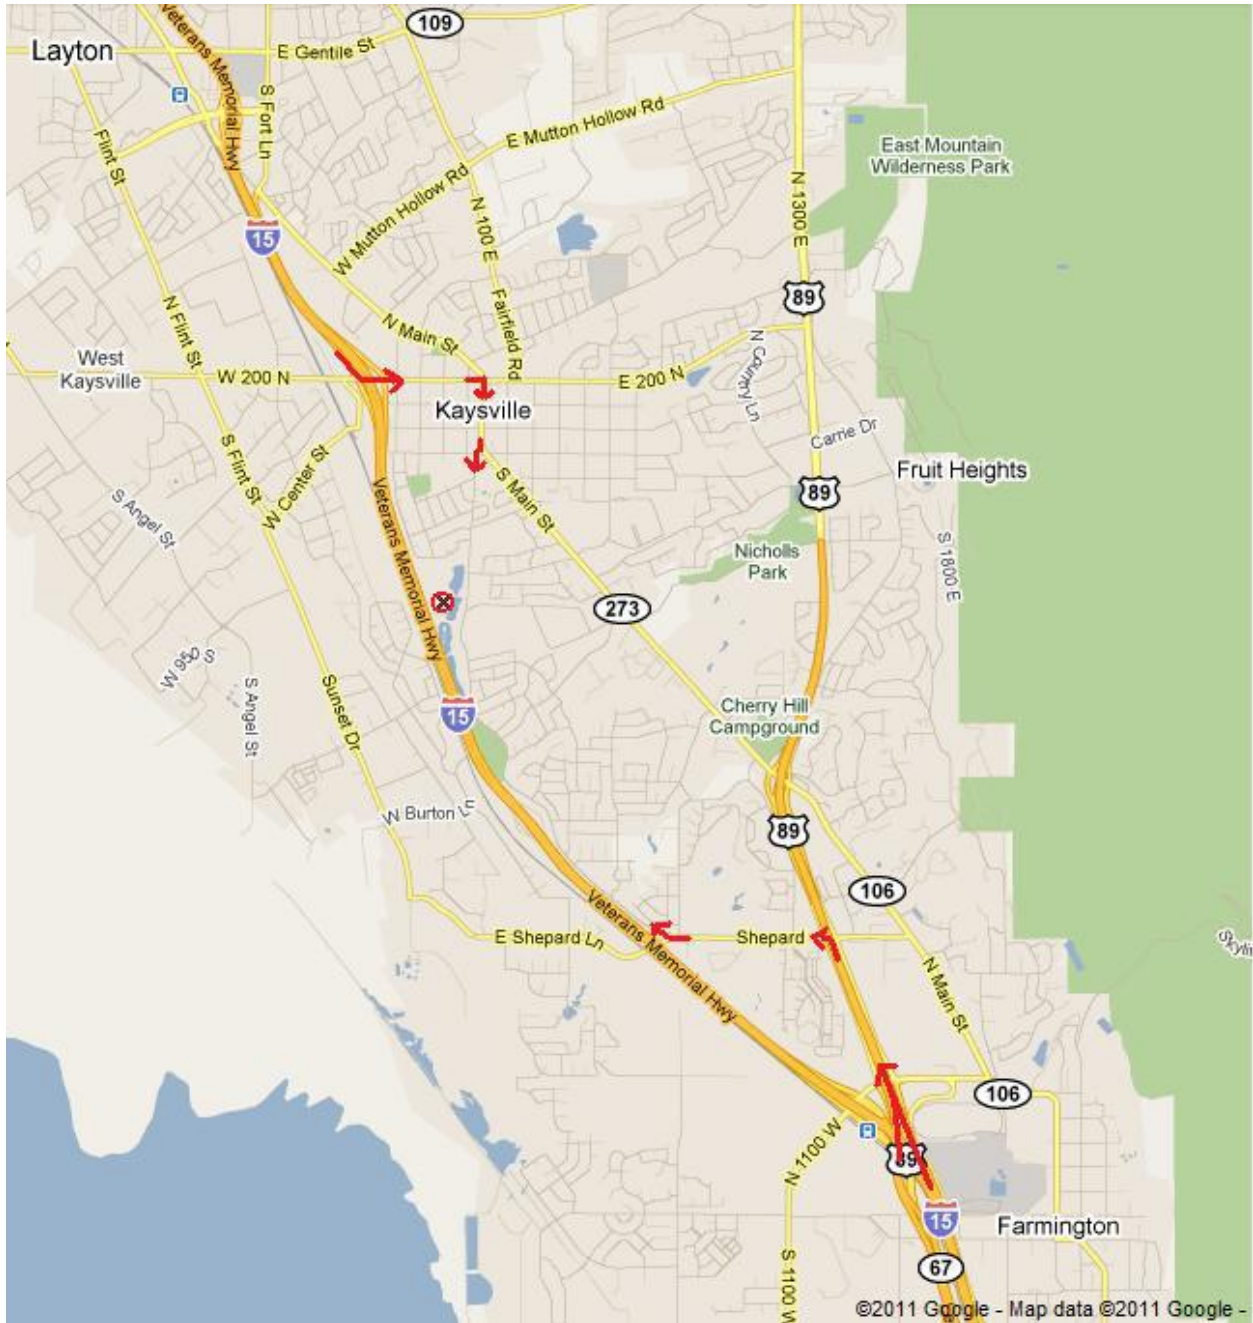 109
Layton
E Gentile St
Veterans Memorial Hwy
S Fort Ln
Flint St
E Mutton Hollow Rd
East Mountain
Wilderness Park
W Mutton Hollow Rd
N 100 E
N 1300 E
15
89
N Flint St
N Main St
Fairfield Rd
West
Kaysville
W 200 N
E 200 N
N Country Ln
Kaysville
Carrie Dr
S Flint St
W Center St
S Main St
Fruit Heights
89
S Angel St
Veterans Memorial Hwy
Nicholls
Park
S 1800 E
273
W 950 S
S Angel St
Sunset Dr
15
Cherry Hill
Campground
W Burton Ln
89
106
Veterans Memorial Hwy
E Shepard Ln
Shepard
N Main St
106
N 1100 W
89
15
Farmington
S 1100 W
67
©2011 Google - Map data ©2011 Google -